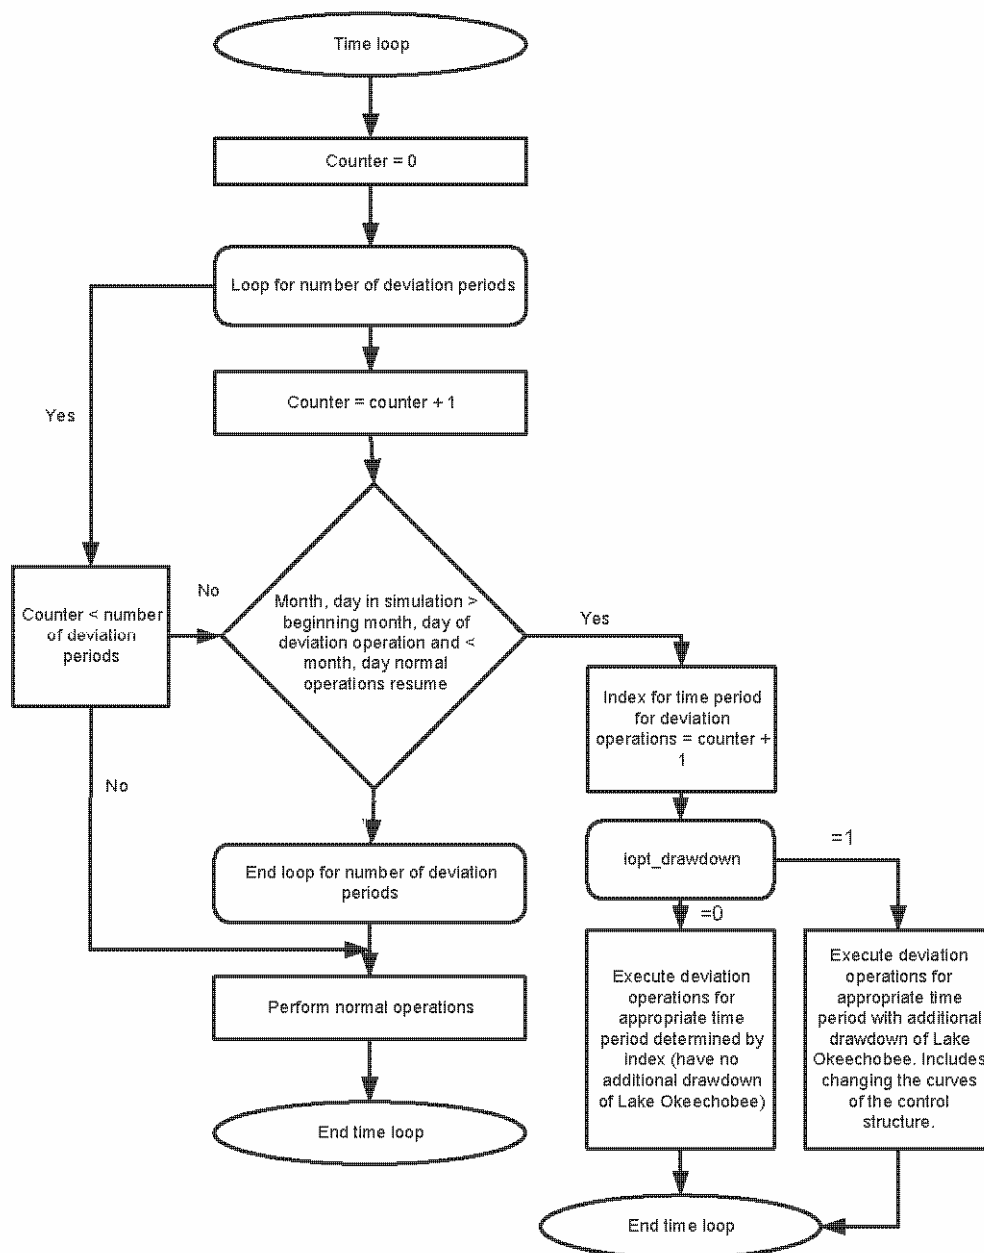 Time loop
Counter = 0
Loop for number of deviation periods
Counter = counter + 1
Yes
Counter < number
of deviation
periods
No
Month, day in simulation >
beginning month, day of
deviation operation and <
month, day normal
operations resume
Yes
Index for time period
for deviation
operations = counter +
1
No
iopt_drawdown
=1
=0
End loop for number of deviation
periods
Perform normal operations
End time loop
Execute deviation
operations for
appropriate time
period determined by
index (have no
additional drawdown
of Lake Okeechobee)
Execute deviation
operations for
appropriate time
period with additional
drawdown of Lake
Okeechobee. Includes
changing the curves
of the control
structure.
End time loop